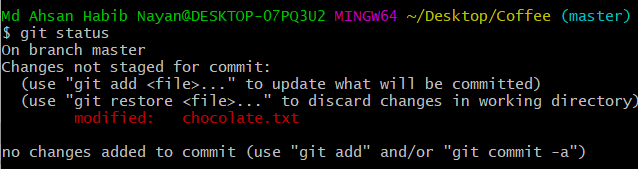 Md Ahsan Habib Nayan@DESKTOP-O7PQ3U2 MINGW64 ~/Desktop/Coffee (master)
$ git status
On branch master
Changes not staged for commit:
  (use "git add <file>..." to update what will be committed)
  (use "git restore <file>..." to discard changes in working directory)
        modified:   chocolate.txt
no changes added to commit (use "git add" and/or "git commit -a")